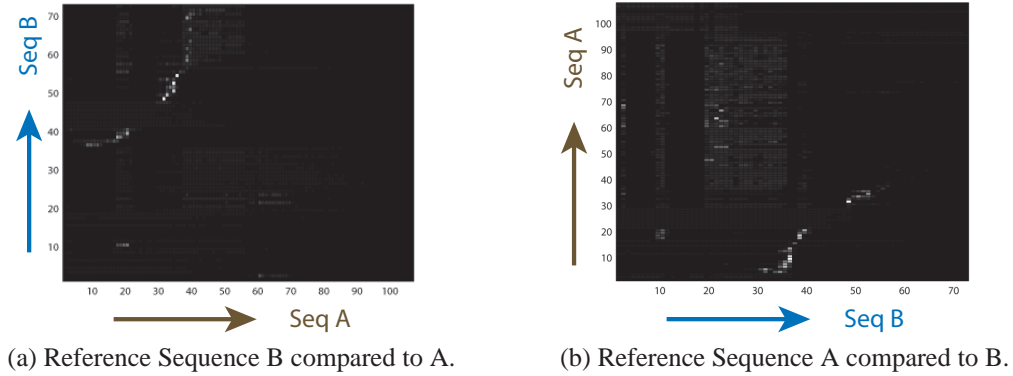 Seq B
70
60
50
40
30
20
10
10 20 30 40 50 60 70 80 90 100
Seq A
(a) Reference Sequence B compared to A.
Seq A
100
90
80
70
60
50
40
30
20
10
10 20 30 40 50 60 70
Seq B
(b) Reference Sequence A compared to B.